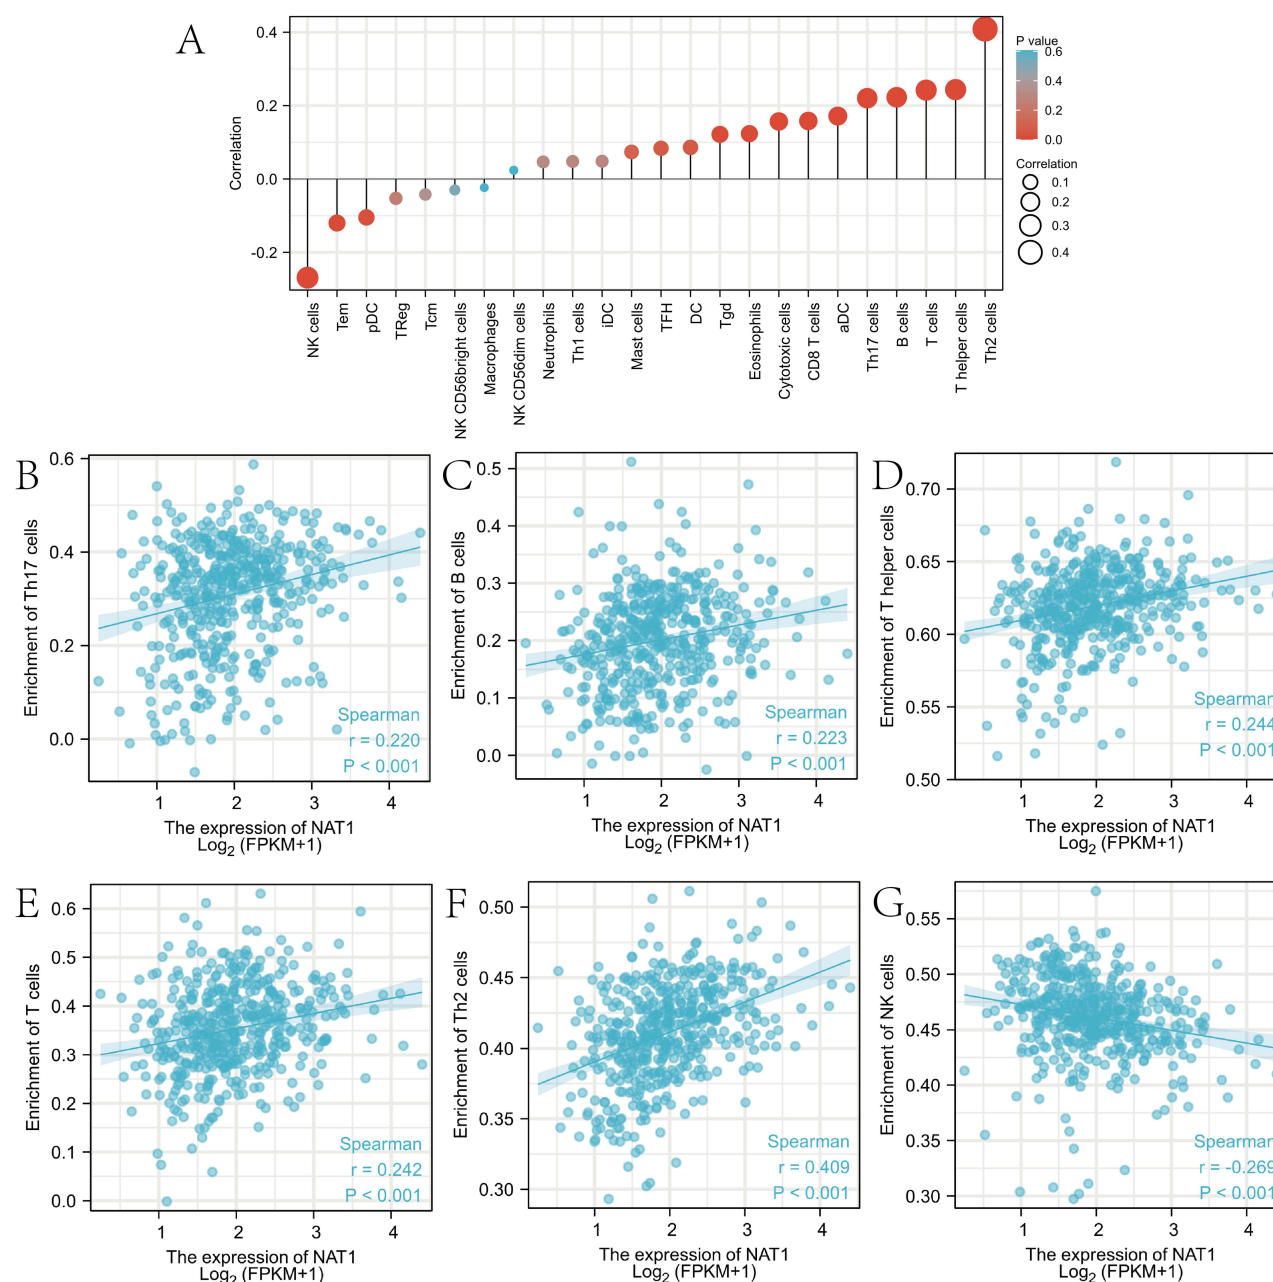 A
Correlation
0.4
0.2
0.0
-0.2
NK cells
Tem
pDC
TReg
Tcm
NK CD56bright cells
Macrophages
NK CD56dim cells
Neutrophils
Th1 cells
iDC
Mast cells
TFH
DC
Tgd
Eosinophils
Cytotoxic cells
CD8 T cells
aDC
Th17 cells
B cells
T cells
T helper cells
Th2 cells
P value
0.6
0.4
0.2
0.0
Correlation
0.1
0.2
0.3
0.4
B
Enrichment of Th17 cells
0.6
0.4
0.2
0.0
Spearman
r = 0.220
P < 0.001
1 2 3 4
The expression of NAT1
Log2 (FPKM+1)
C
Enrichment of B cells
0.5
0.4
0.3
0.2
0.1
0.0
Spearman
r = 0.223
P < 0.001
1 2 3 4
The expression of NAT1
Log2 (FPKM+1)
D
Enrichment of T helper cells
0.70
0.65
0.60
0.55
0.50
Spearman
r = 0.244
P < 0.001
1 2 3 4
The expression of NAT1
Log2 (FPKM+1)
E
Enrichment of T cells
0.6
0.5
0.4
0.3
0.2
0.1
0.0
Spearman
r = 0.242
P < 0.001
1 2 3 4
The expression of NAT1
Log2 (FPKM+1)
F
Enrichment of Th2 cells
0.50
0.45
0.40
0.35
0.30
Spearman
r = 0.409
P < 0.001
1 2 3 4
The expression of NAT1
Log2 (FPKM+1)
G
Enrichment of NK cells
0.55
0.50
0.45
0.40
0.35
0.30
Spearman
r = -0.269
P < 0.001
1 2 3 4
The expression of NAT1
Log2 (FPKM+1)